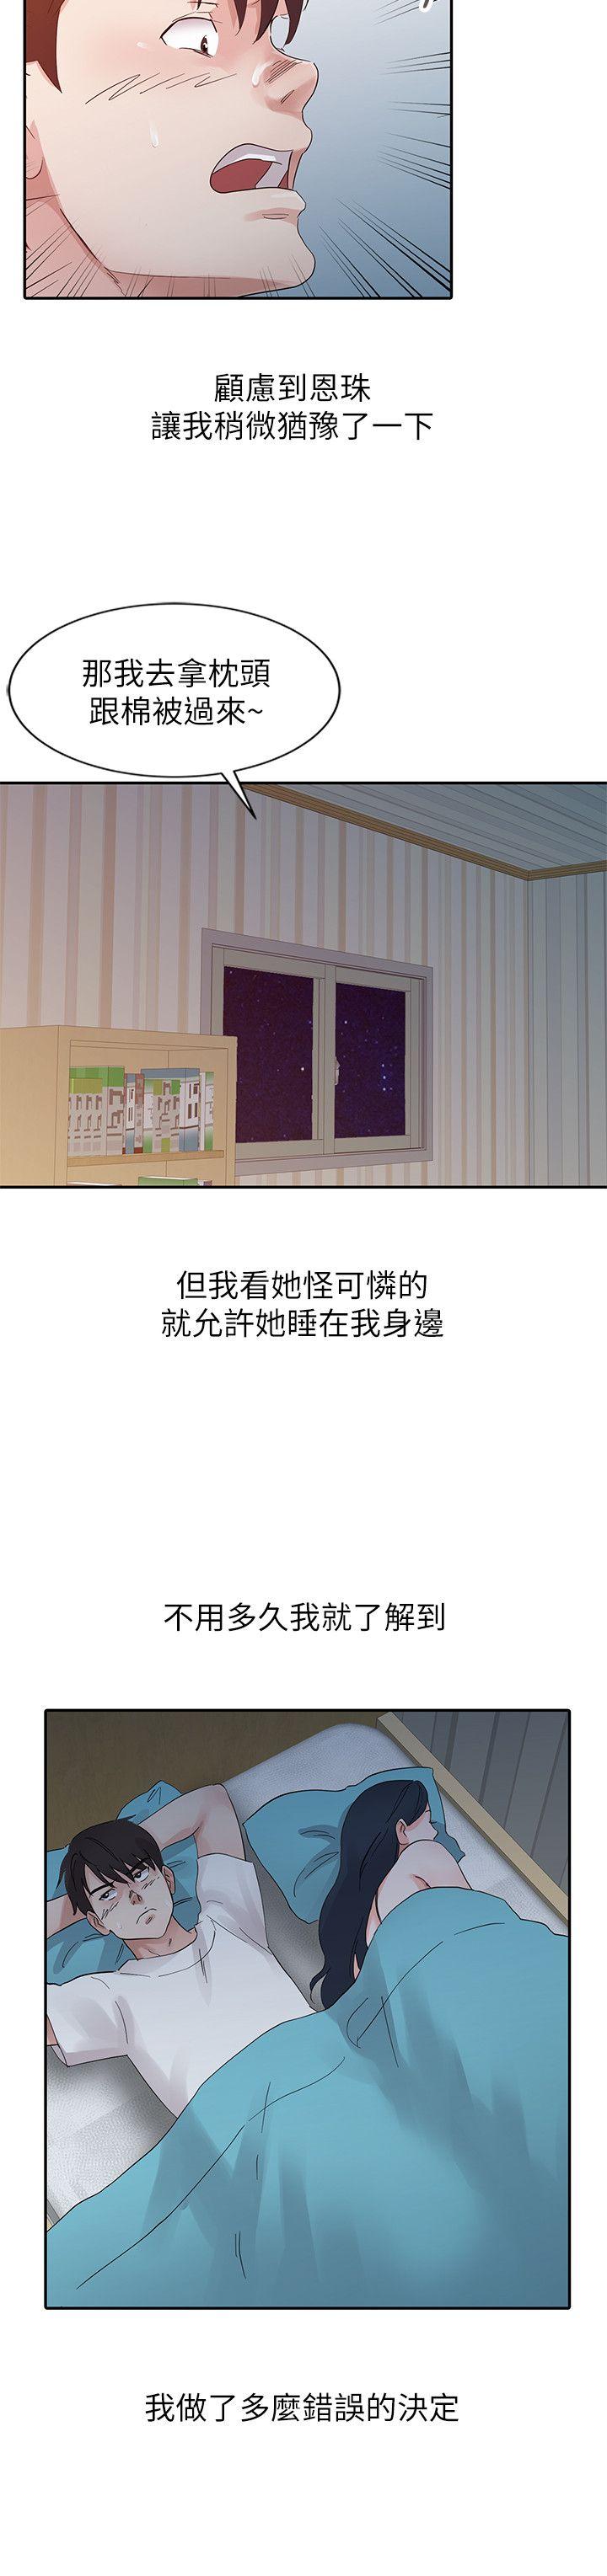 顧慮到恩珠
讓我稍微猶豫了一下
那我去拿枕頭
跟棉被過來~
但我看她怪可憐的
就允許她睡在我身邊
不用多久我就了解到
我做了多麼錯誤的決定